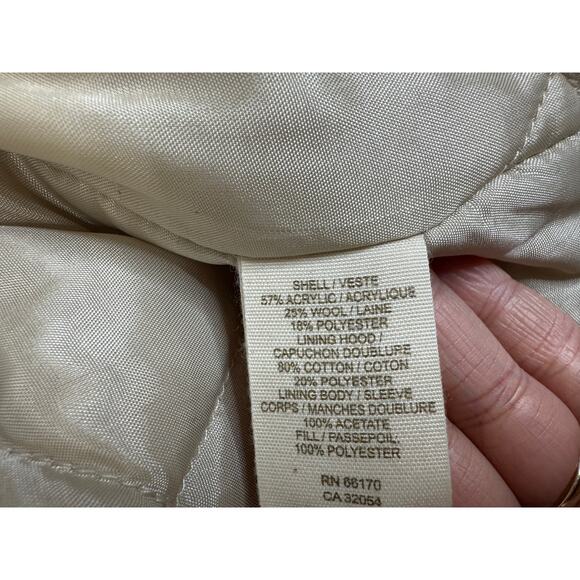 SHELL / VESTE
57% ACRYLIC / ACRYLIQUE
25% WOOL / LAINE
18% POLYESTER
LINING HOOD /
CAPUCHON DOUBLURE
80% COTTON / COTON
20% POLYESTER
LINING BODY / SLEEVE
CORPS / MANCHES DOUBLURE
100% ACETATE
FILL / PASSEPOIL,
100% POLYESTER
RN 66170
CA 32054